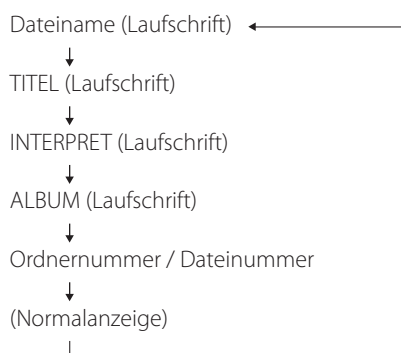 Dateiname (Laufschrift)
TITEL (Laufschrift)
INTERPRET (Laufschrift)
ALBUM (Laufschrift)
Ordnernummer / Dateinummer
(Normalanzeige)